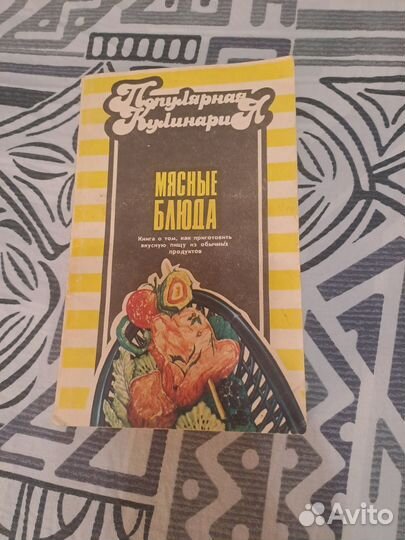 Популярная
Кулинария
МЯСНЫЕ
БЛЮДА
Книга о том, как приготовить
вкусную пищу из обычных
продуктов
Avito